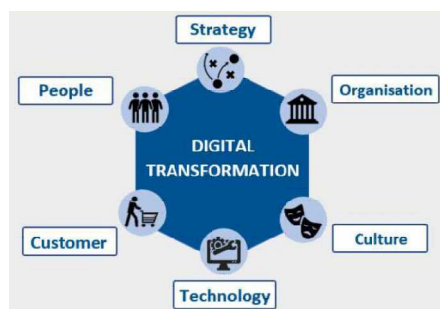 Strategy
People
Organisation
DIGITAL
TRANSFORMATION
Customer
Culture
Technology